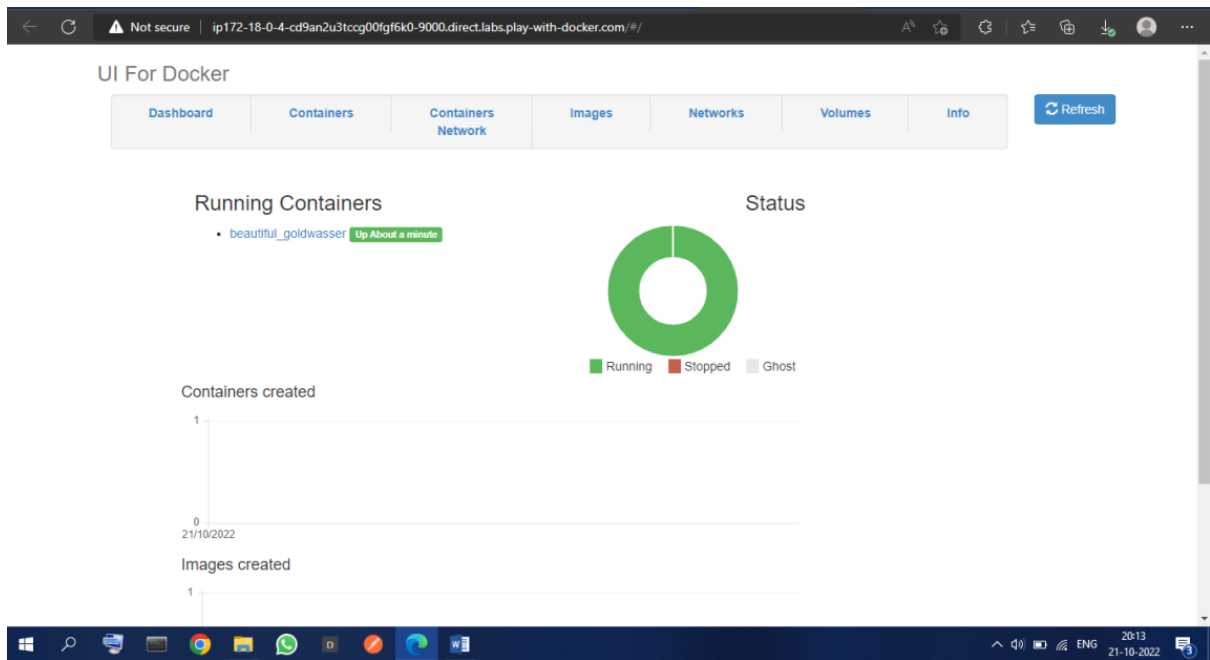 Not secure ip172-18-0-4-cd9an2u3tccg00fgf6k0-9000.direct.labs.play-with-docker.com/#/
UI For Docker
Dashboard Containers Containers Network Images Networks Volumes Info Refresh
Running Containers
beautiful_goldwasser Up About a minute
Status
Running Stopped Ghost
Containers created
1
0
21/10/2022
Images created
1
ENG 20:13
21-10-2022
3